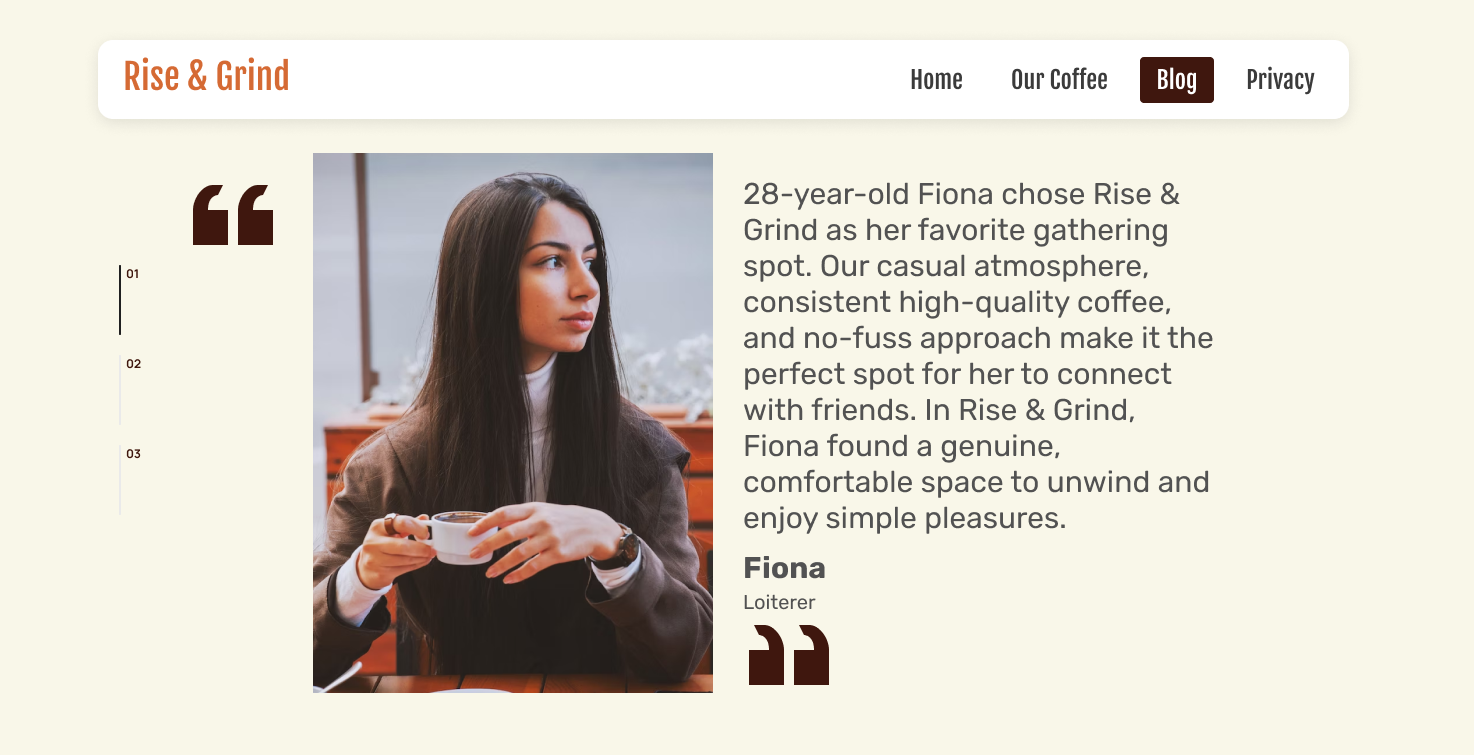 Rise & Grind
Home
Our Coffee
Blog
Privacy
“
01
02
03
28-year-old Fiona chose Rise &
Grind as her favorite gathering
spot. Our casual atmosphere,
consistent high-quality coffee,
and no-fuss approach make it the
perfect spot for her to connect
with friends. In Rise & Grind,
Fiona found a genuine,
comfortable space to unwind and
enjoy simple pleasures.
Fiona
Loiterer
”